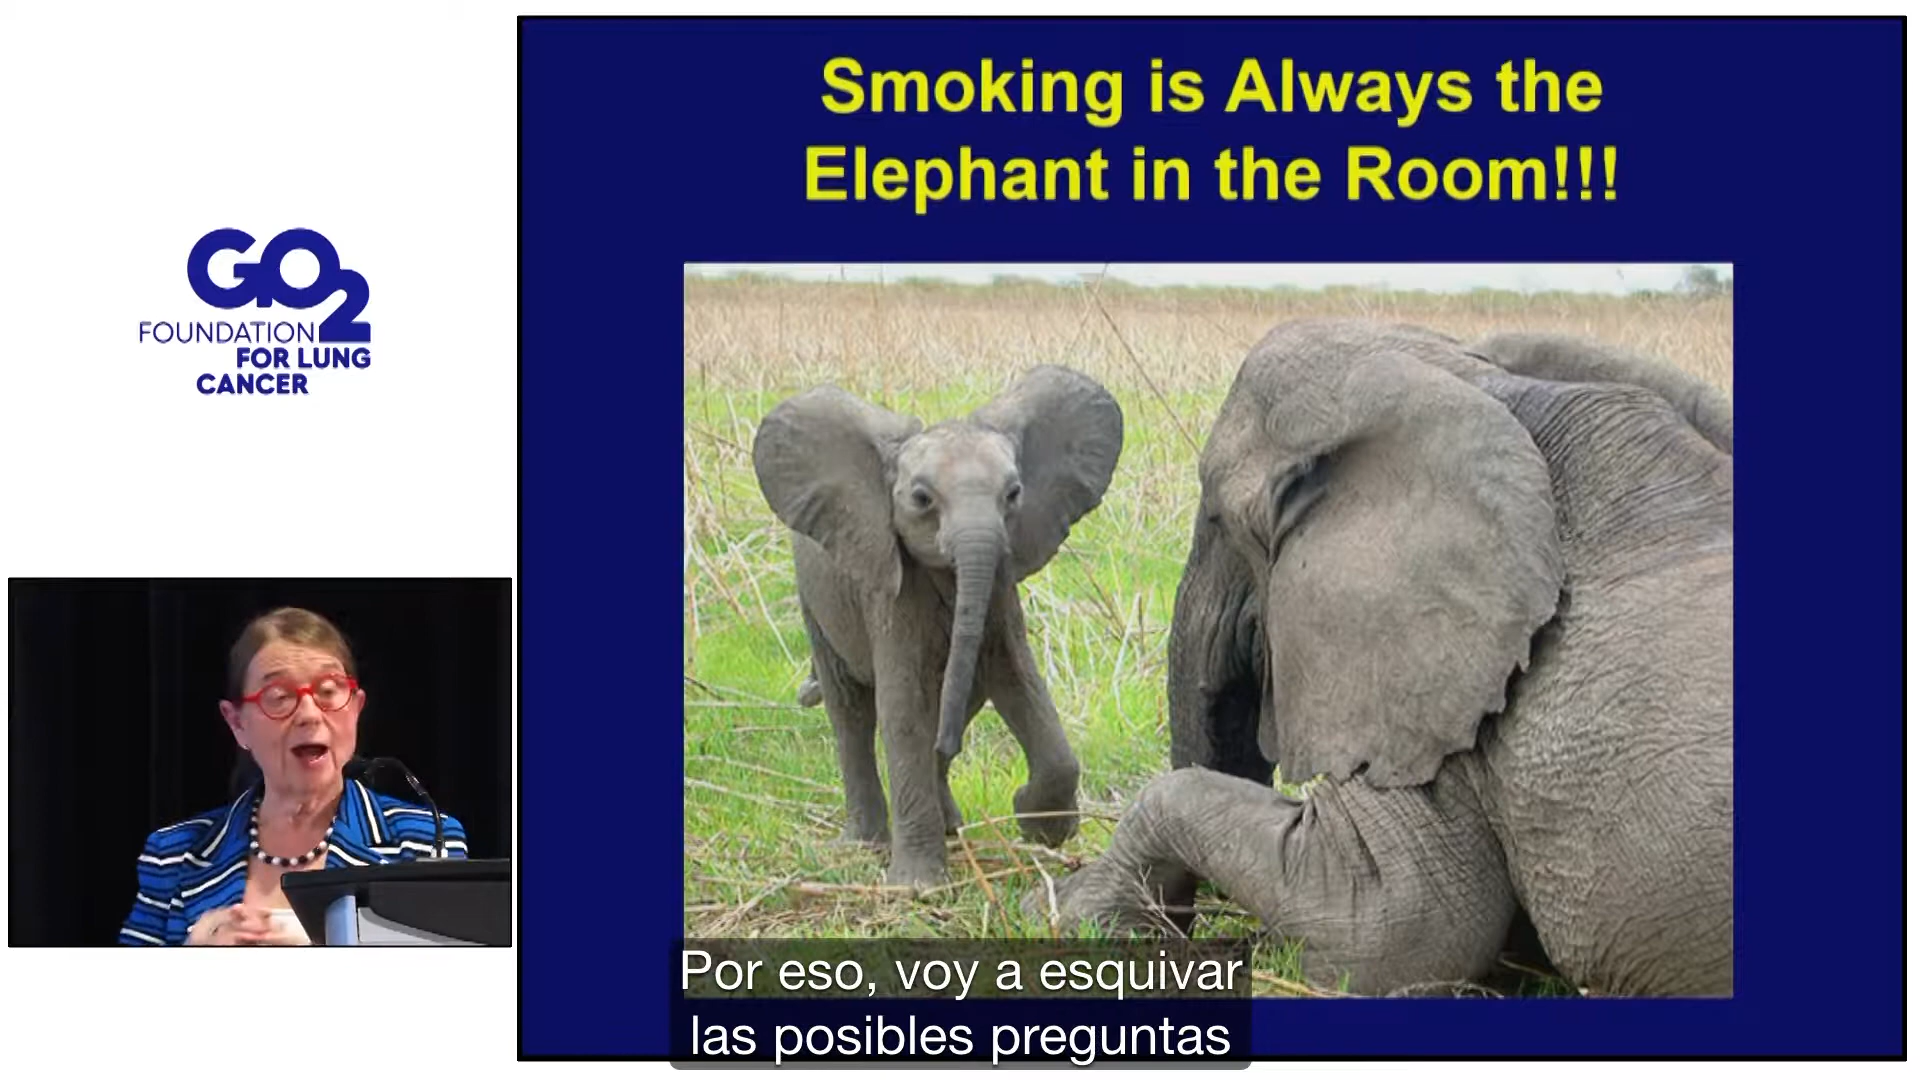 GO2
FOUNDATION
FOR LUNG
CANCER
Smoking is Always the
Elephant in the Room!!!
Por eso, voy a esquivar
las posibles preguntas